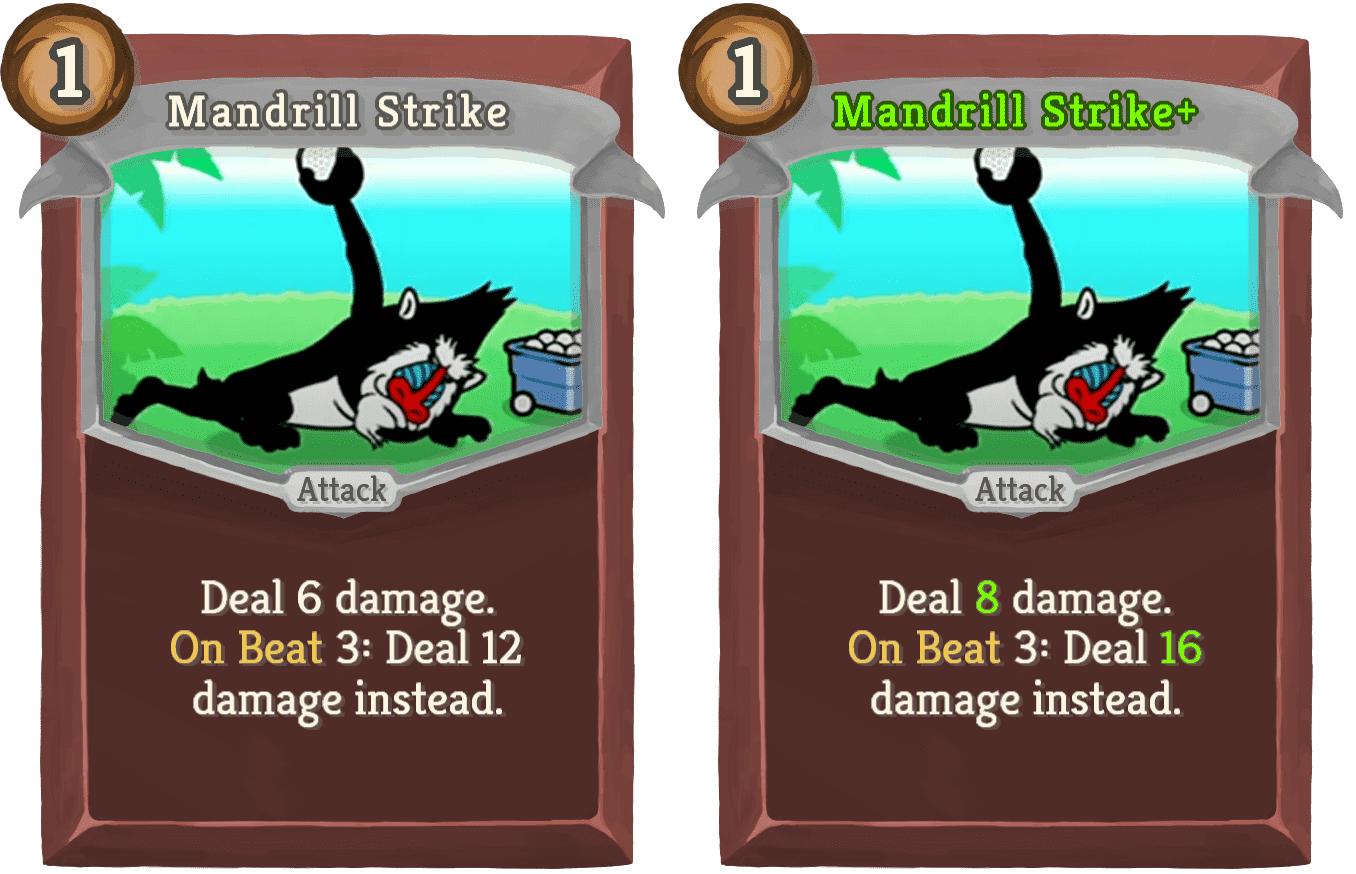 1
Mandrill Strike
Attack
Deal 6 damage.
On Beat 3: Deal 12
damage instead.
1
Mandrill Strike+
Attack
Deal 8 damage.
On Beat 3: Deal 16
damage instead.